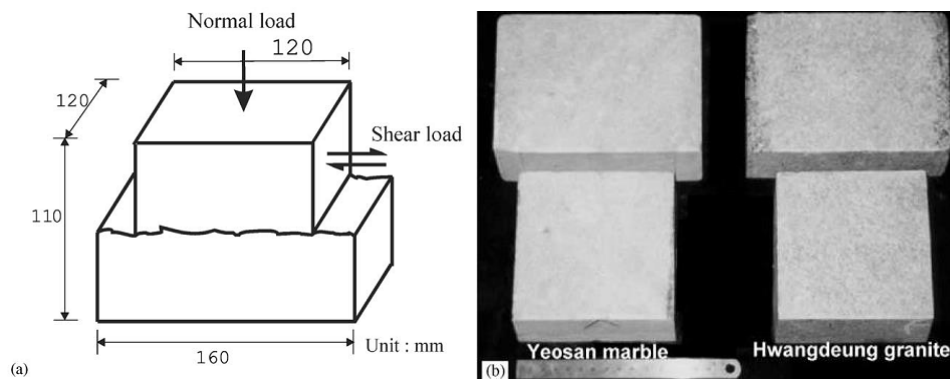 Normal load
120
120
Shear load
110
160
Unit : mm
(a)
Yeosan marble
Hwangdeung granite
(b)